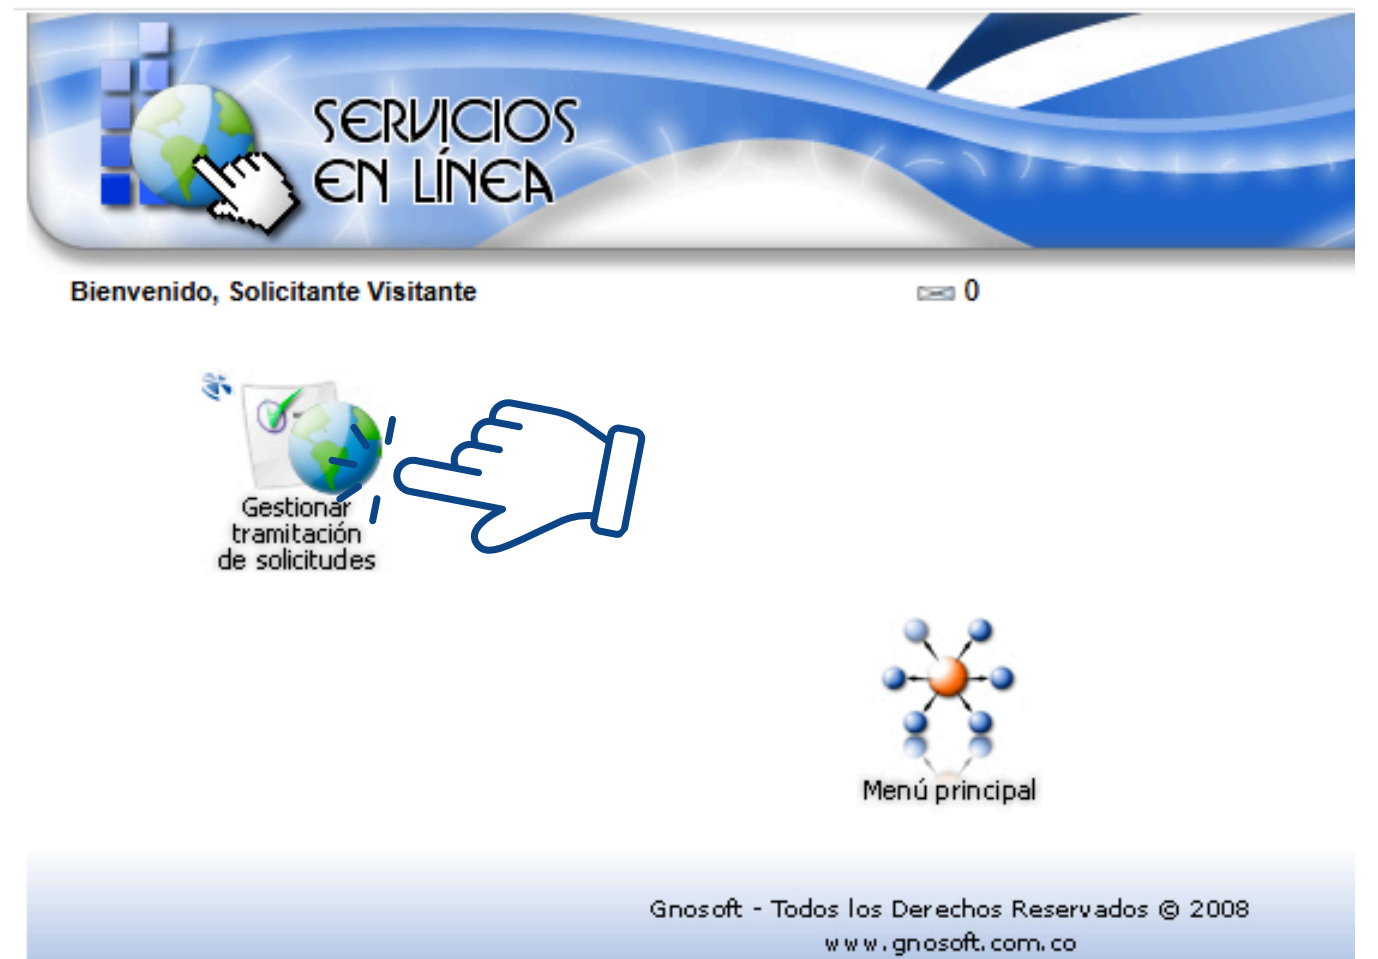 SERVICIOS
EN LÍNEA
Bienvenido, Solicitante Visitante
0
Gestionar
tramitación
de solicitudes
Menú principal
Gnosoft - Todos los Derechos Reservados © 2008
www.gnosoft.com.co